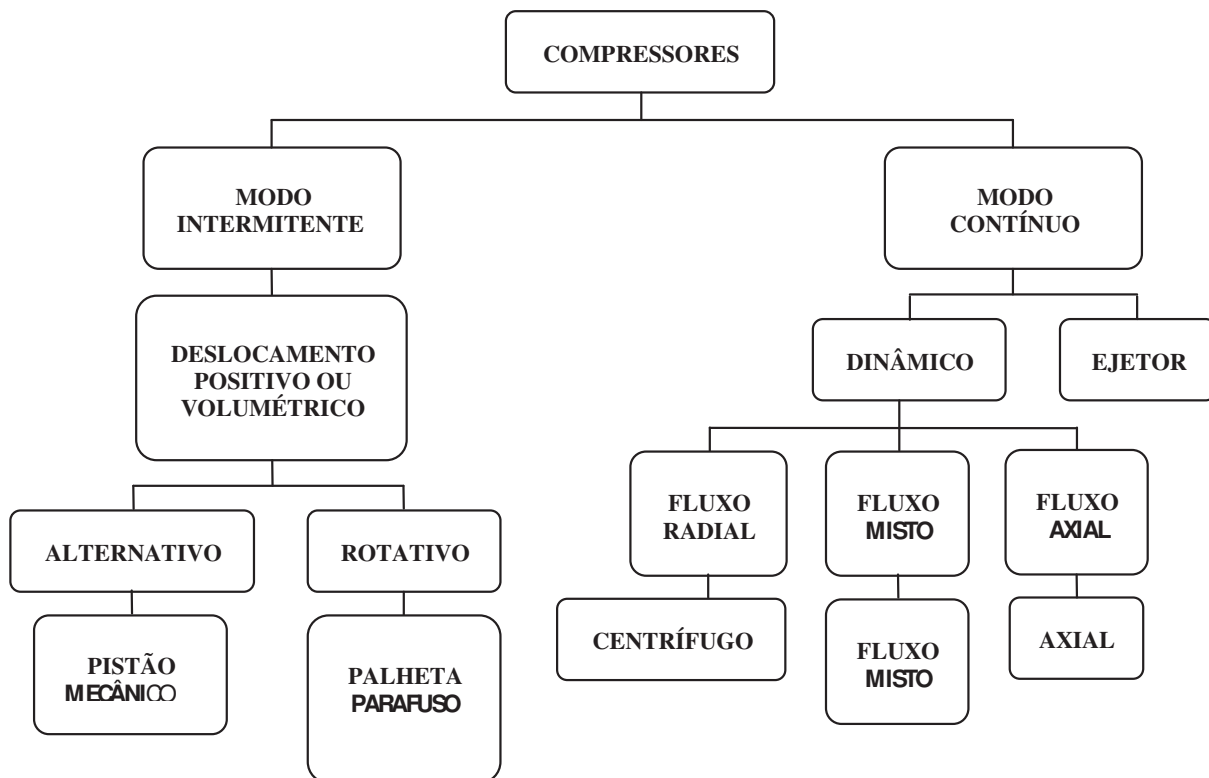 COMPRESSORES
MODO
INTERMITENTE
MODO
CONTÍNUO
DESLOCAMENTO
POSITIVO OU
VOLUMÉTRICO
DINÂMICO
EJETOR
ALTERNATIVO
ROTATIVO
FLUXO
RADIAL
FLUXO
MISTO
FLUXO
AXIAL
PISTÃO
MECÂNICO
PALHETA
PARAFUSO
CENTRÍFUGO
FLUXO
MISTO
AXIAL